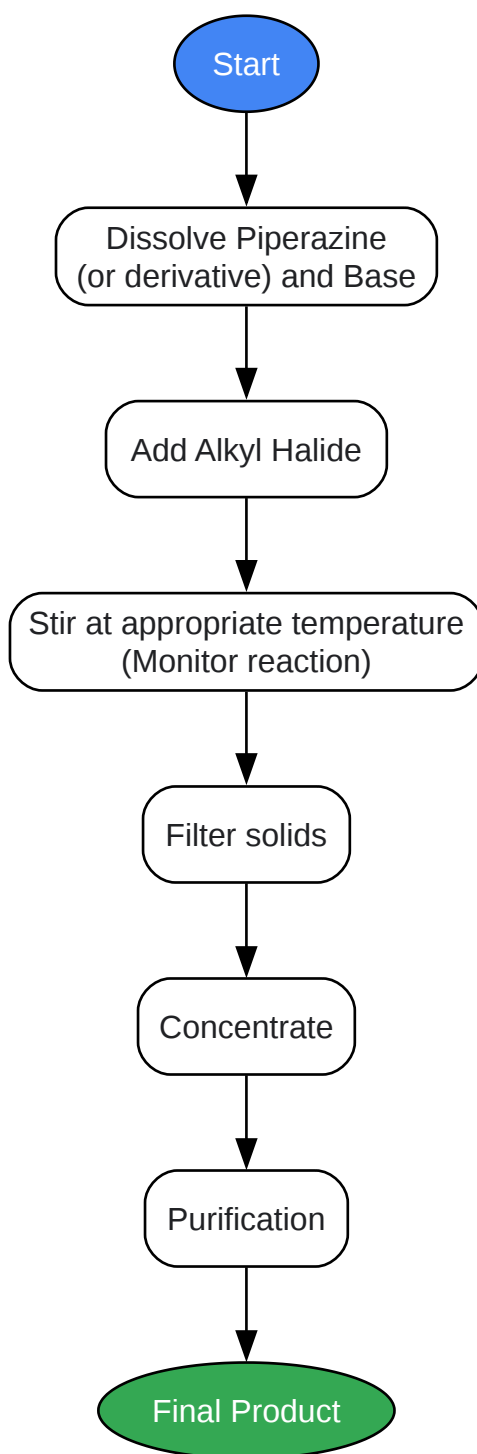 Start
Dissolve Piperazine
(or derivative) and Base
Add Alkyl Halide
Stir at appropriate temperature
(Monitor reaction)
Filter solids
Concentrate
Purification
Final Product